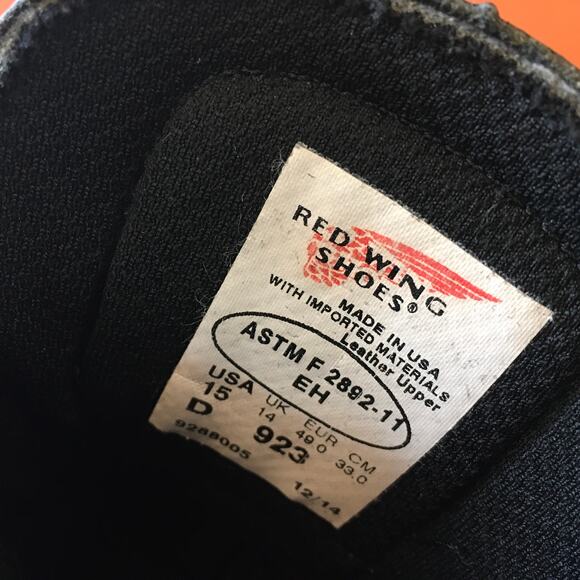 RED WING
SHOES®
MADE IN USA
WITH IMPORTED MATERIALS
Leather Upper
ASTM F 2892-11
EH
USA UK EUR CM
15 14 49.0 33.0
D 923
9288005 12/14